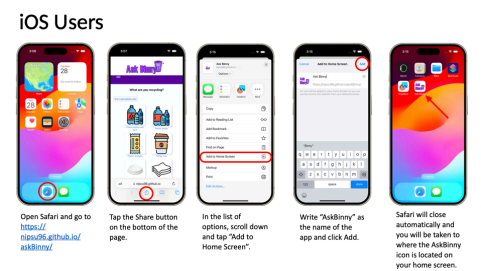 iOS Users
Ask Binny
What are you recycling?
Ask Binny
Options
Copy
Add to Reading List
Add Bookmark
Add to Favorites
Find on Page
Add to Home Screen
Markup
Print
Cancel
Add to Home Screen
Add
Ask Binny
"Binny"
q w e r t y u i o p
a s d f g h j k l
z x c v b n m
space
Open Safari and go to
https://
nipsu96.github.io/
askbinny/
Tap the Share button
on the bottom of the
page.
In the list of
options, scroll down
and tap "Add to
Home Screen".
Write "AskBinny" as
the name of the
app and click Add.
Safari will close
automatically and
you will be taken to
where the AskBinny
icon is located on
your home screen.